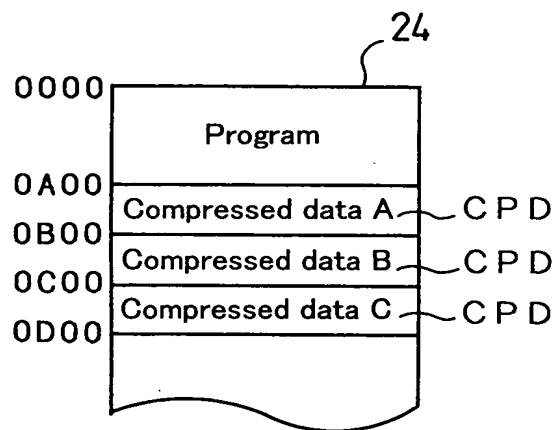 24
0000
Program
0A00
Compressed data A CPD
0B00
Compressed data B CPD
0C00
Compressed data C CPD
0D00